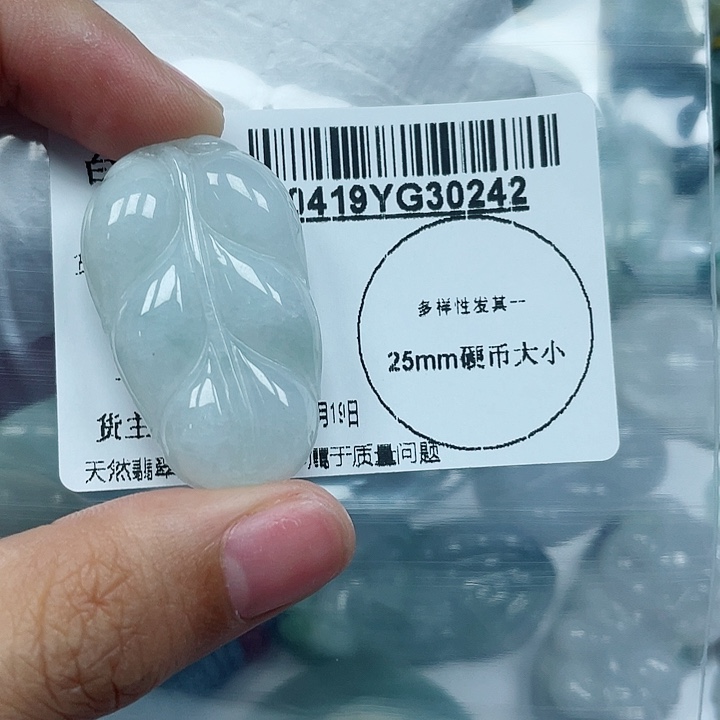 0419YG30242
多样性发其一
25mm硬币大小
货主
月19日
天然翡翠
于质量问题